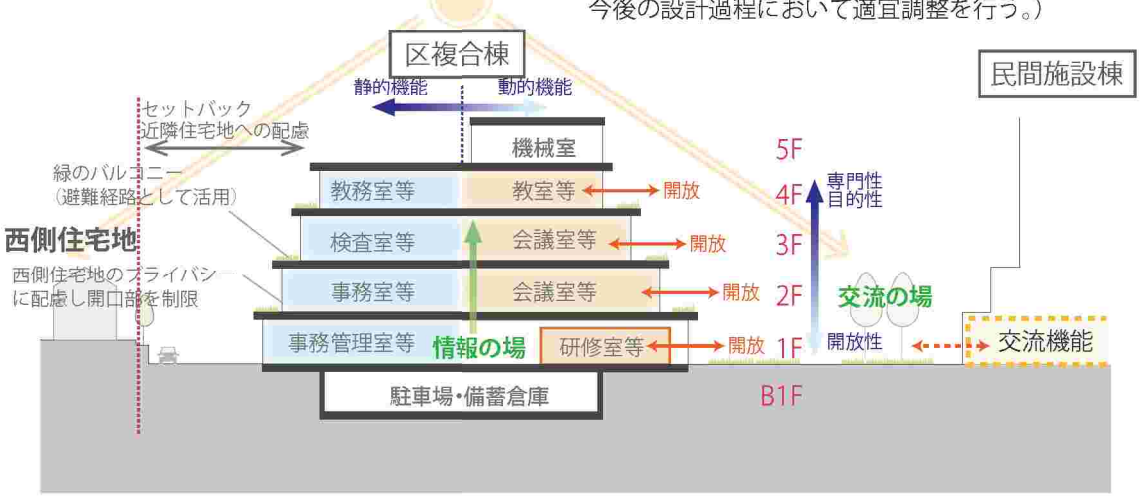 今後の設計過程において適宜調整を行う。）
区複合棟
民間施設棟
静的機能
動的機能
セットバック
近隣住宅地への配慮
機械室
5F
緑のバルコニー
（避難経路として活用）
教務室等
教室等
開放
4F
専門性
目的性
西側住宅地
検査室等
会議室等
開放
3F
西側住宅地のプライバシー
に配慮し開口部を制限
事務室等
会議室等
開放
2F
交流の場
事務管理室等
情報の場
研修室等
開放
1F
開放性
交流機能
駐車場・備蓄倉庫
B1F